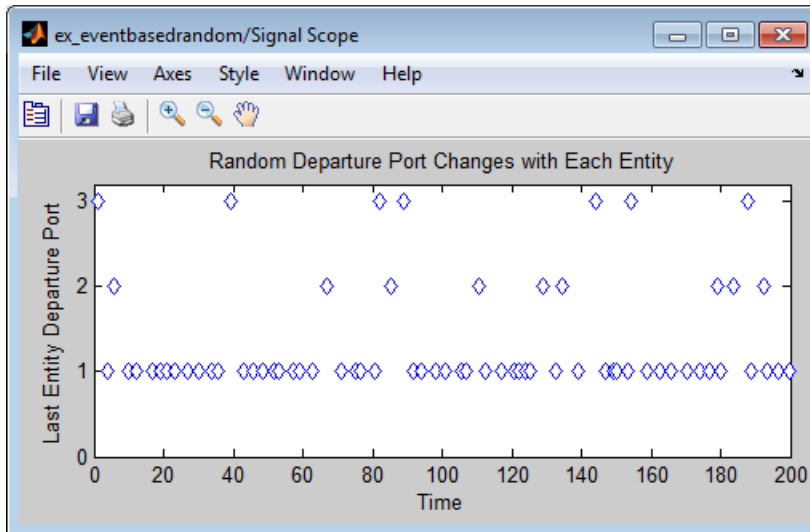 ex_eventbasedrandom/Signal Scope
File View Axes Style Window Help
Random Departure Port Changes with Each Entity
Last Entity Departure Port
3
2
1
0
0 20 40 60 80 100 120 140 160 180 200
Time